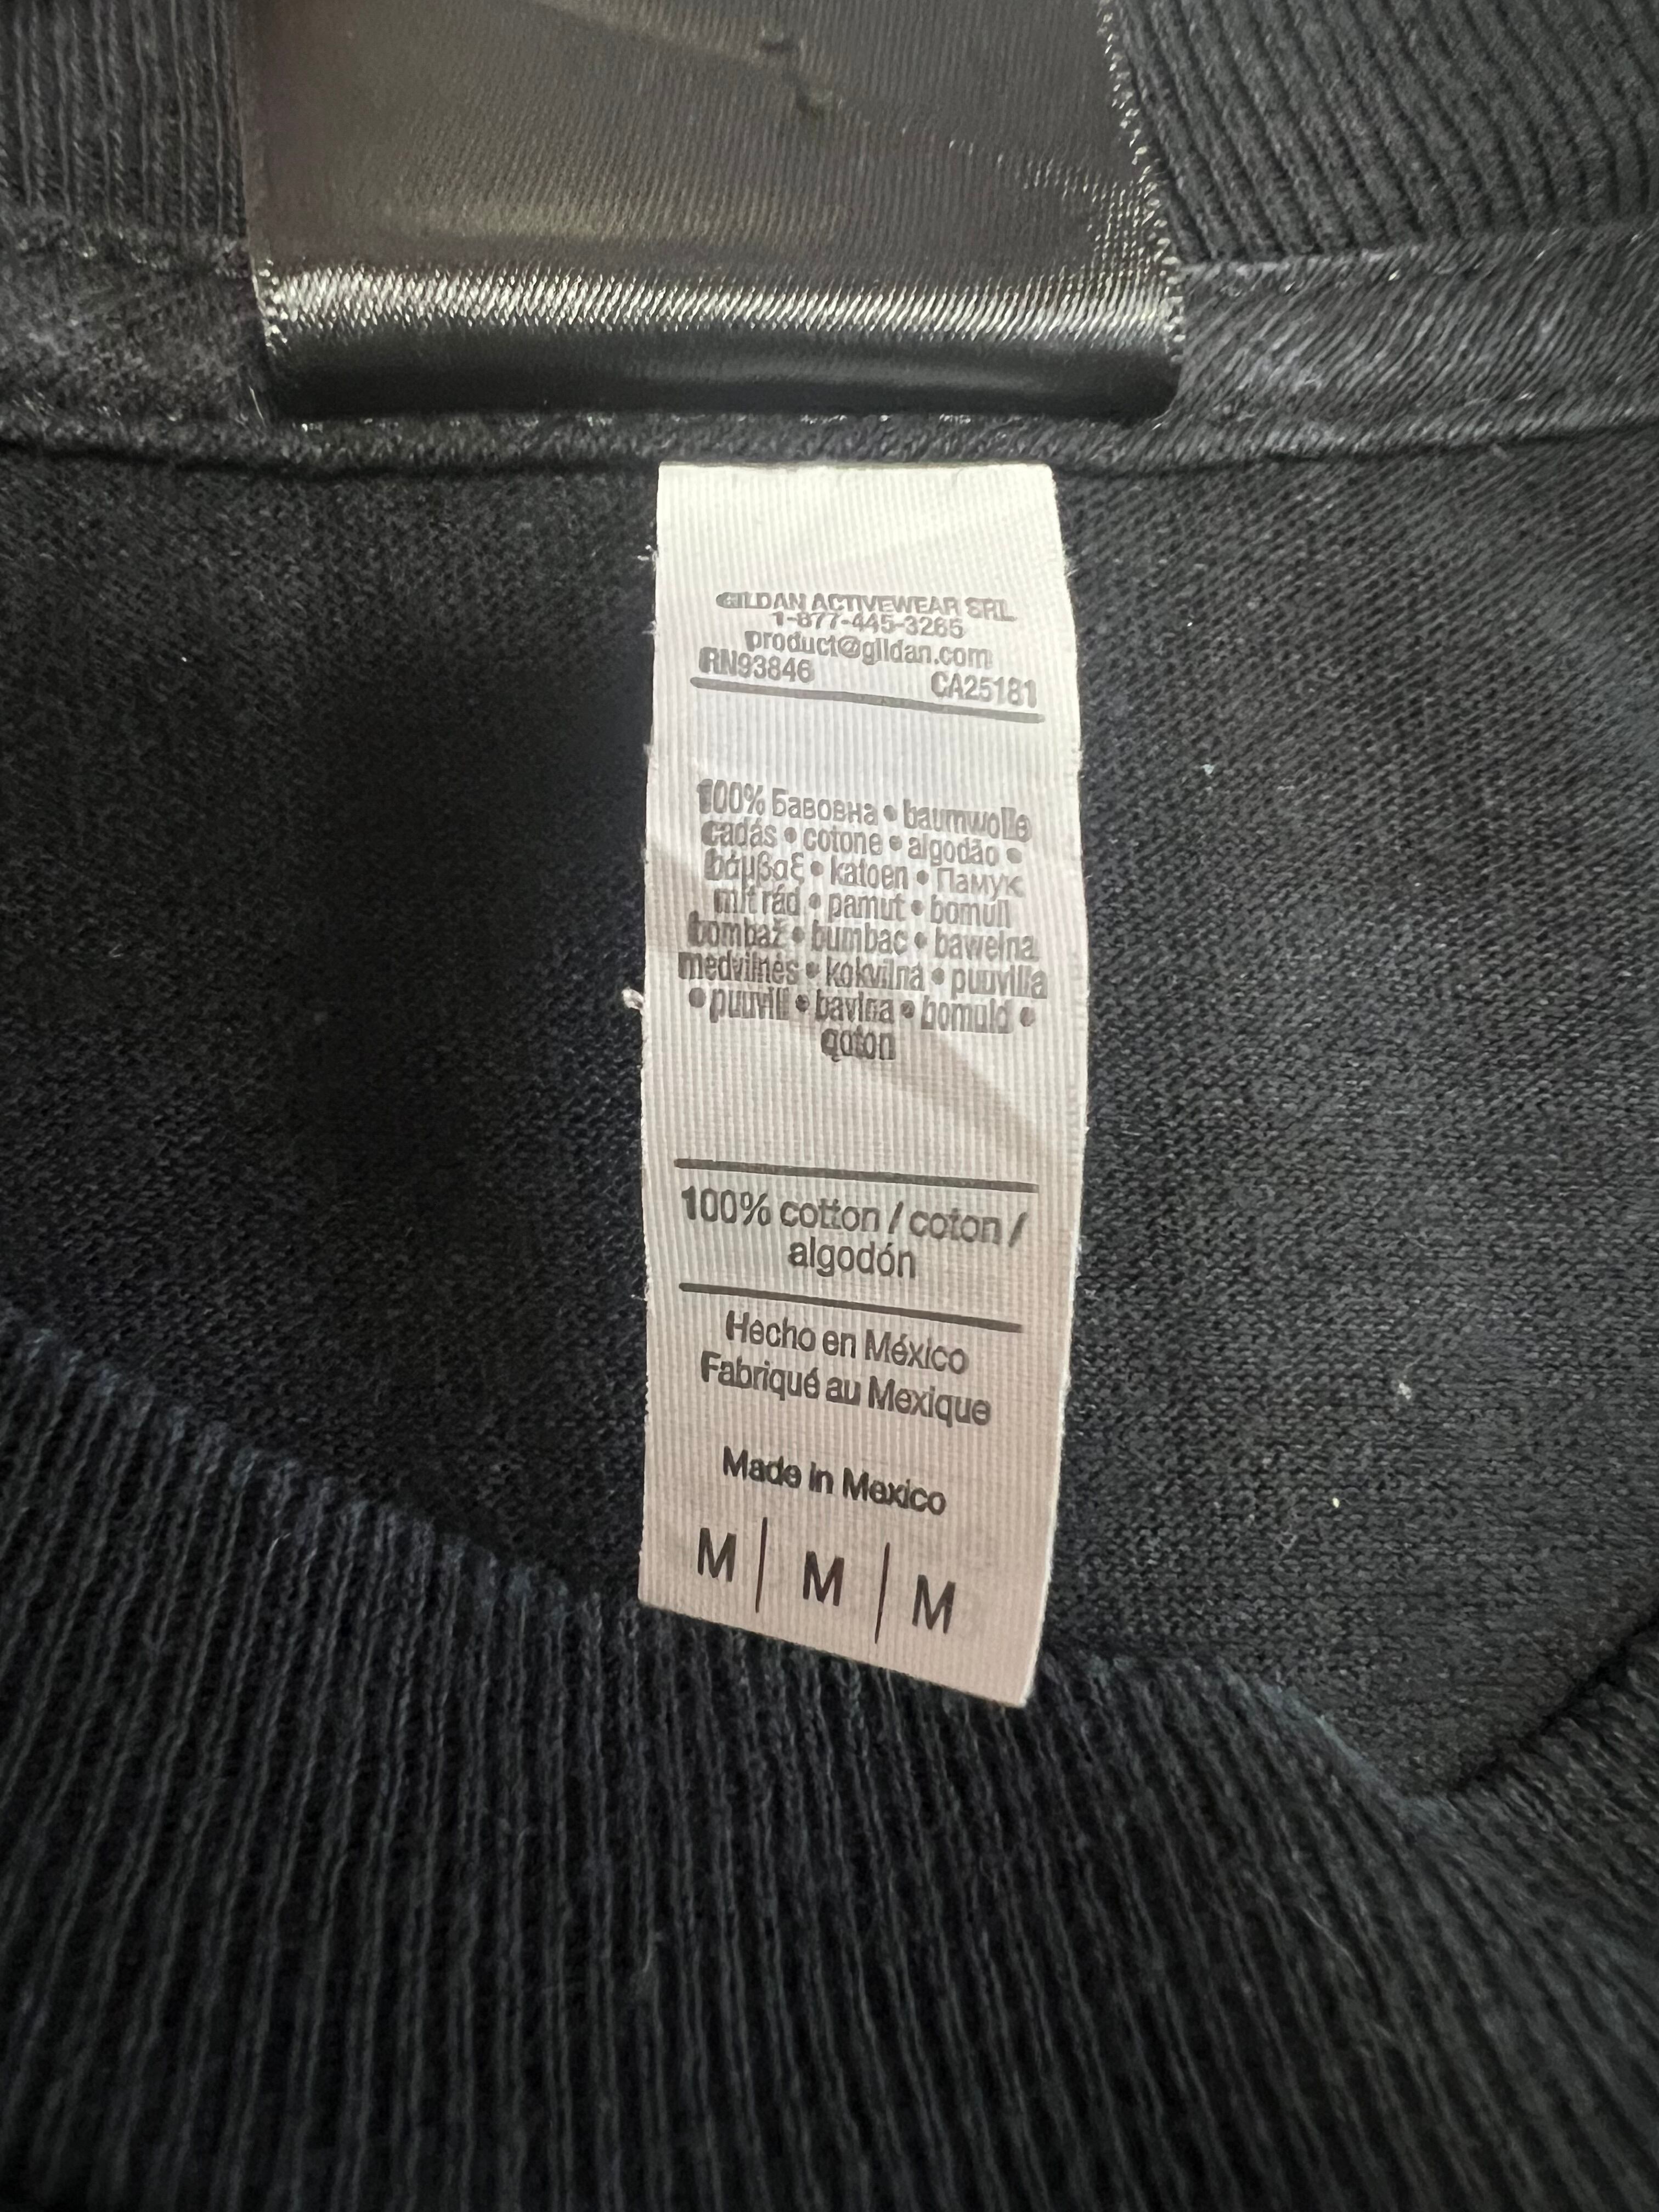 GILDAN ACTIVEWEAR SRL
1-877-445-3265
product@gildan.com
RN93846 CA25181
100% Бавовна • baumwolle
cadás • cotone • algodão •
bάμβαξ • katoen • Памук
mit rád • pamut • bomull
bombaž • bumbac • bawełna
medvilnės • kokvilna • puuvilla
• puuvill • bavlna • bomuld •
qoton
100% cotton / coton /
algodón
Hecho en México
Fabriqué au Mexique
Made in Mexico
M | M | M